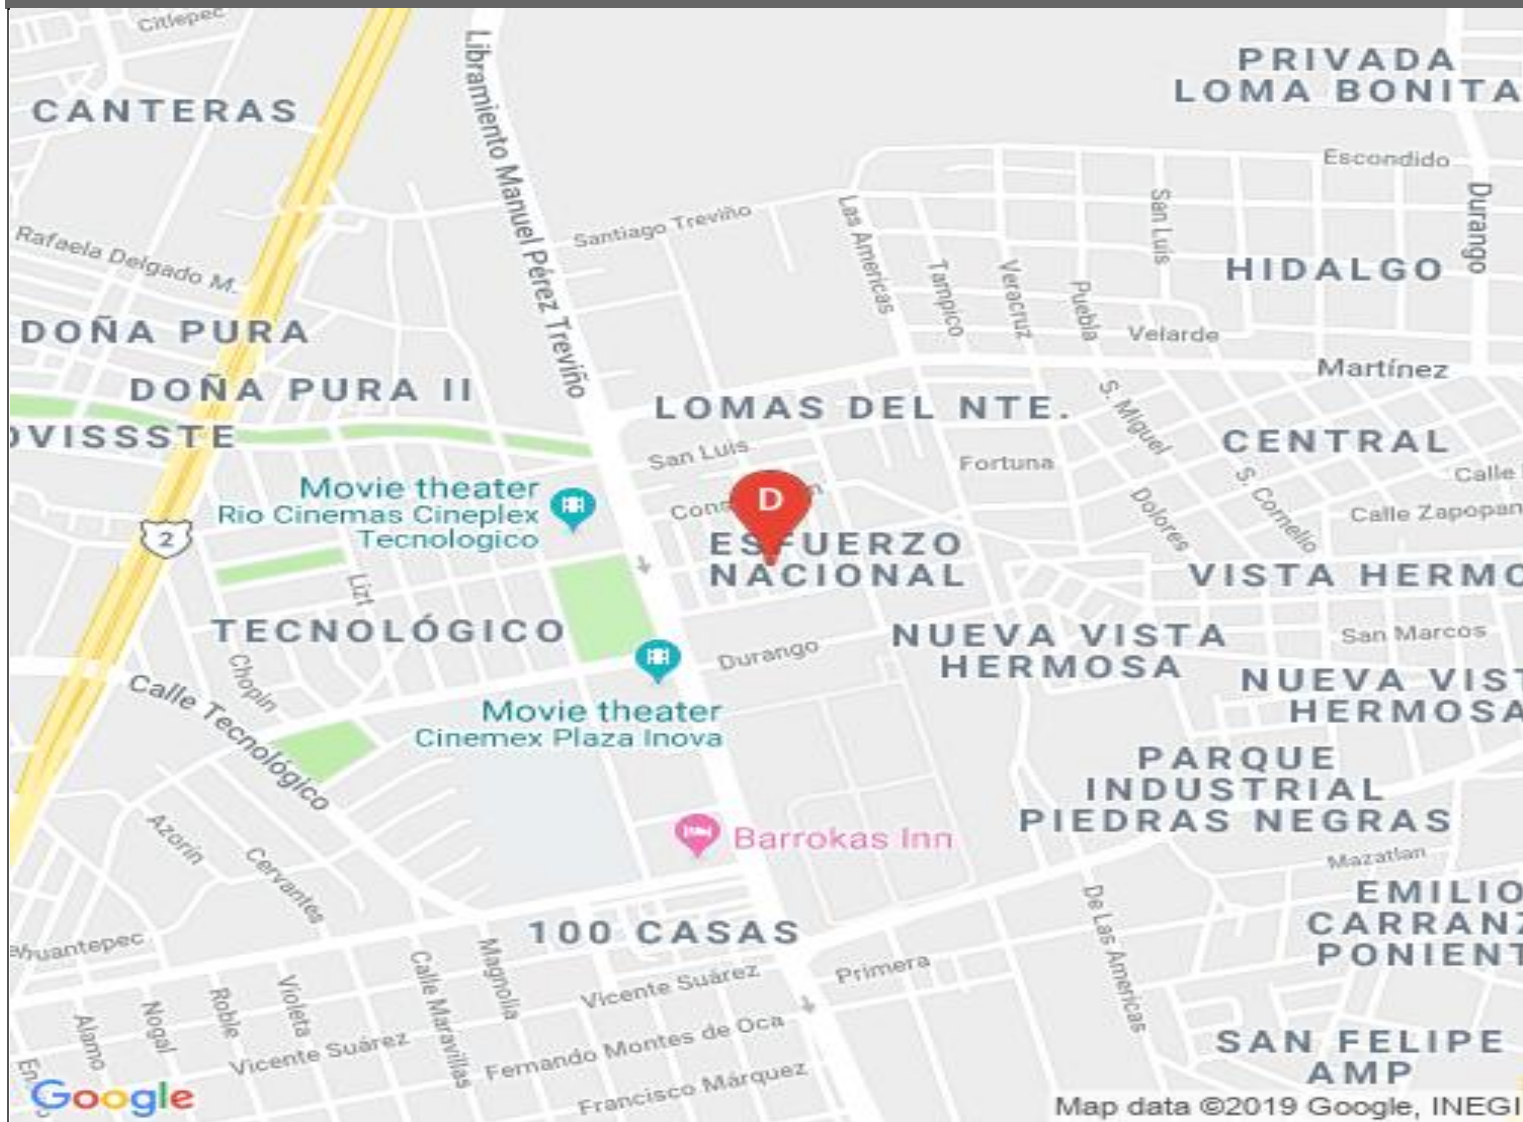 Citlepec
CANTERAS
Libramiento Manuel Pérez Treviño
PRIVADA
LOMA BONITA
Escondido
Durango
Santiago Treviño
Las Americas
San Luis
Rafaela Delgado M.
Tampico
Veracruz
Puebla
HIDALGO
Velarde
DOÑA PURA
DOÑA PURA II
Martínez
LOMAS DEL NTE.
S. Miguel
OVISSSTE
San Luis
Fortuna
CENTRAL
Calle
Movie theater
Rio Cinemas Cineplex
Tecnologico
D
Dolores
S. Cornelio
Calle Zapopan
2
ESFUERZO
NACIONAL
Lizt
VISTA HERMO
TECNOLÓGICO
Durango
NUEVA VISTA
HERMOSA
San Marcos
Chopin
Calle Tecnológico
NUEVA VIST
HERMOSA
Movie theater
Cinemex Plaza Inova
PARQUE
INDUSTRIAL
PIEDRAS NEGRAS
Azorín
Cervantes
Barrokas Inn
Mazatlan
De Las Americas
EMILIO
CARRANZ
PONIENT
huantepec
100 CASAS
Calle Maravillas
Magnolia
Vicente Suárez
Primera
Alamo
Nogal
Roble
Violeta
Vicente Suárez
Fernando Montes de Oca
SAN FELIPE
AMP
Francisco Márquez
Google
Map data ©2019 Google, INEGI